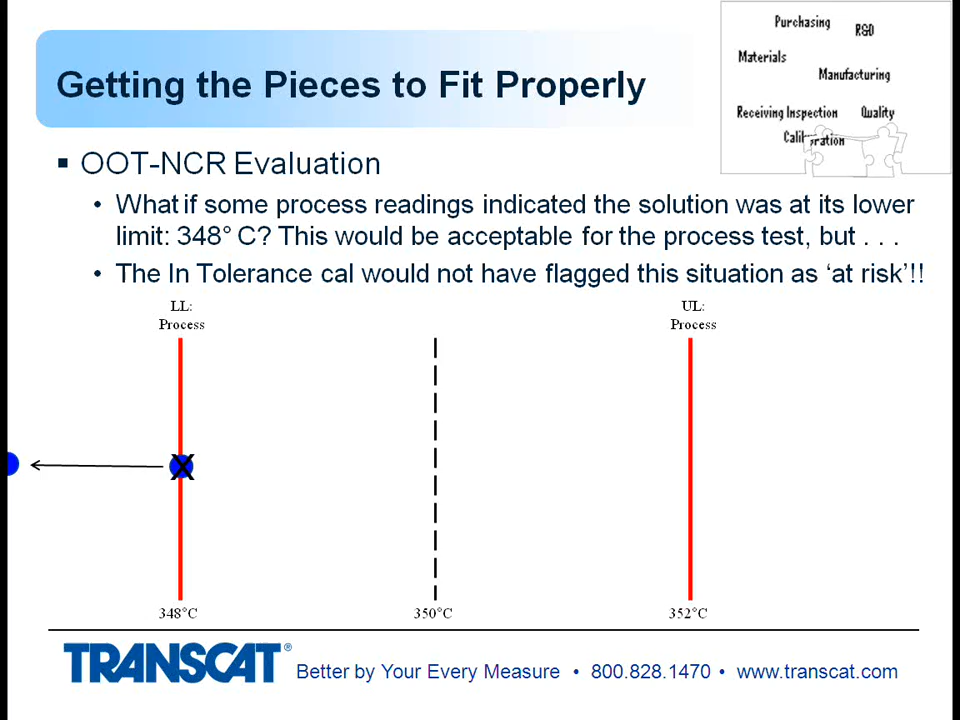 Purchasing
R&D
Materials
Manufacturing
Receiving Inspection Quality
Calibration
Getting the Pieces to Fit Properly
▪ OOT-NCR Evaluation
• What if some process readings indicated the solution was at its lower
limit: 348° C? This would be acceptable for the process test, but . . .
• The In Tolerance cal would not have flagged this situation as ‘at risk’!!
LL: UL:
Process Process
X
348°C 350°C 352°C
TRANSCAT® Better by Your Every Measure • 800.828.1470 • www.transcat.com